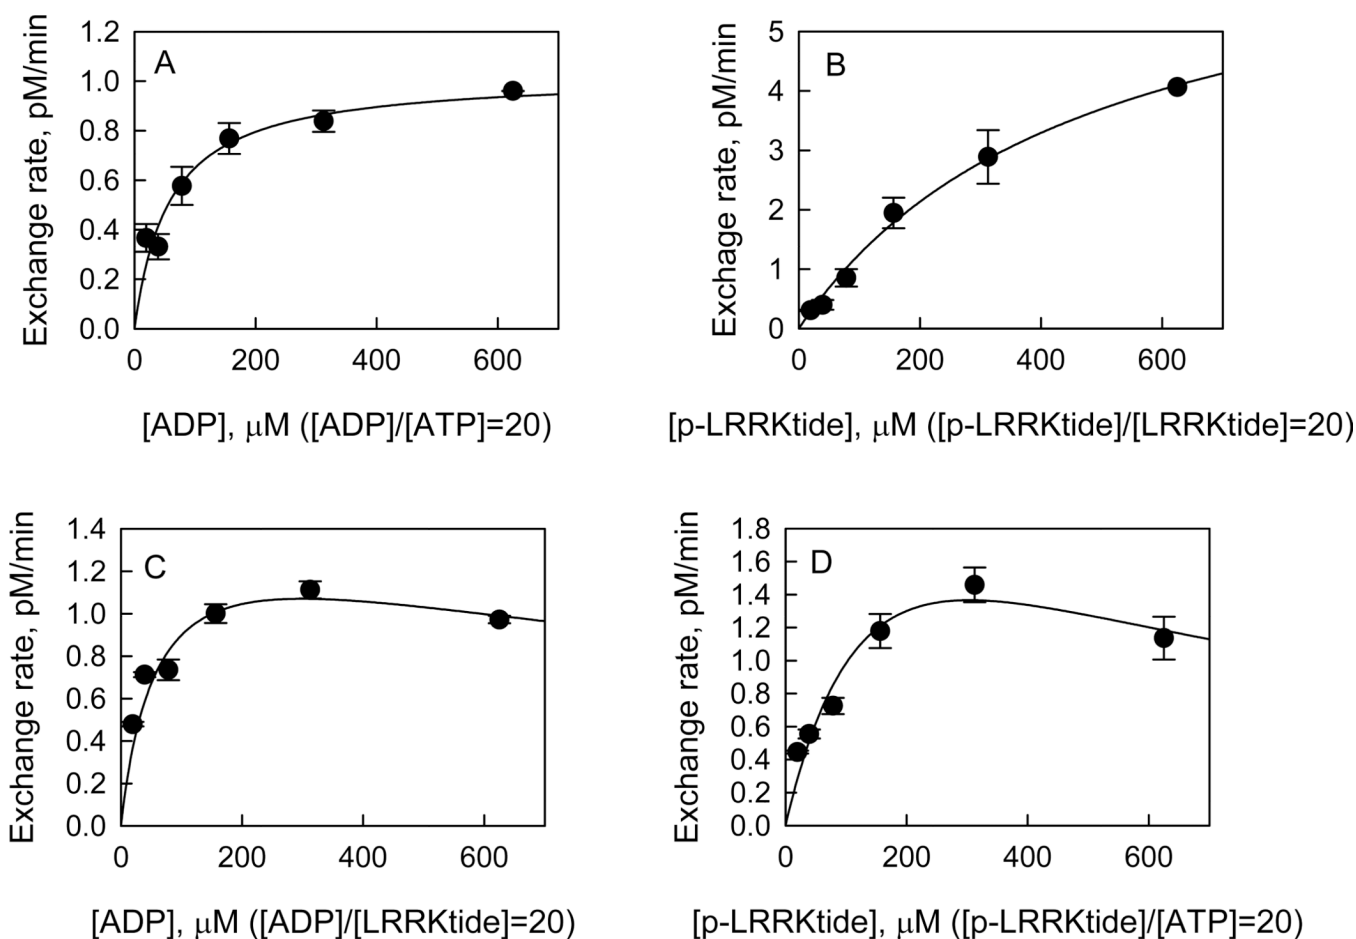 A
Exchange rate, pM/min
1.2
1.0
0.8
0.6
0.4
0.2
0.0
0 200 400 600
[ADP], μM ([ADP]/[ATP]=20)
B
Exchage rate, pM/min
5
4
3
2
1
0
0 200 400 600
[p-LRRKtide], μM ([p-LRRKtide]/[LRRKtide]=20)
C
Exchange rate, pM/min
1.4
1.2
1.0
0.8
0.6
0.4
0.2
0.0
0 200 400 600
[ADP], μM ([ADP]/[LRRKtide]=20)
D
Exchange rate, pM/min
1.8
1.6
1.4
1.2
1.0
0.8
0.6
0.4
0.2
0.0
0 200 400 600
[p-LRRKtide], μM ([p-LRRKtide]/[ATP]=20)